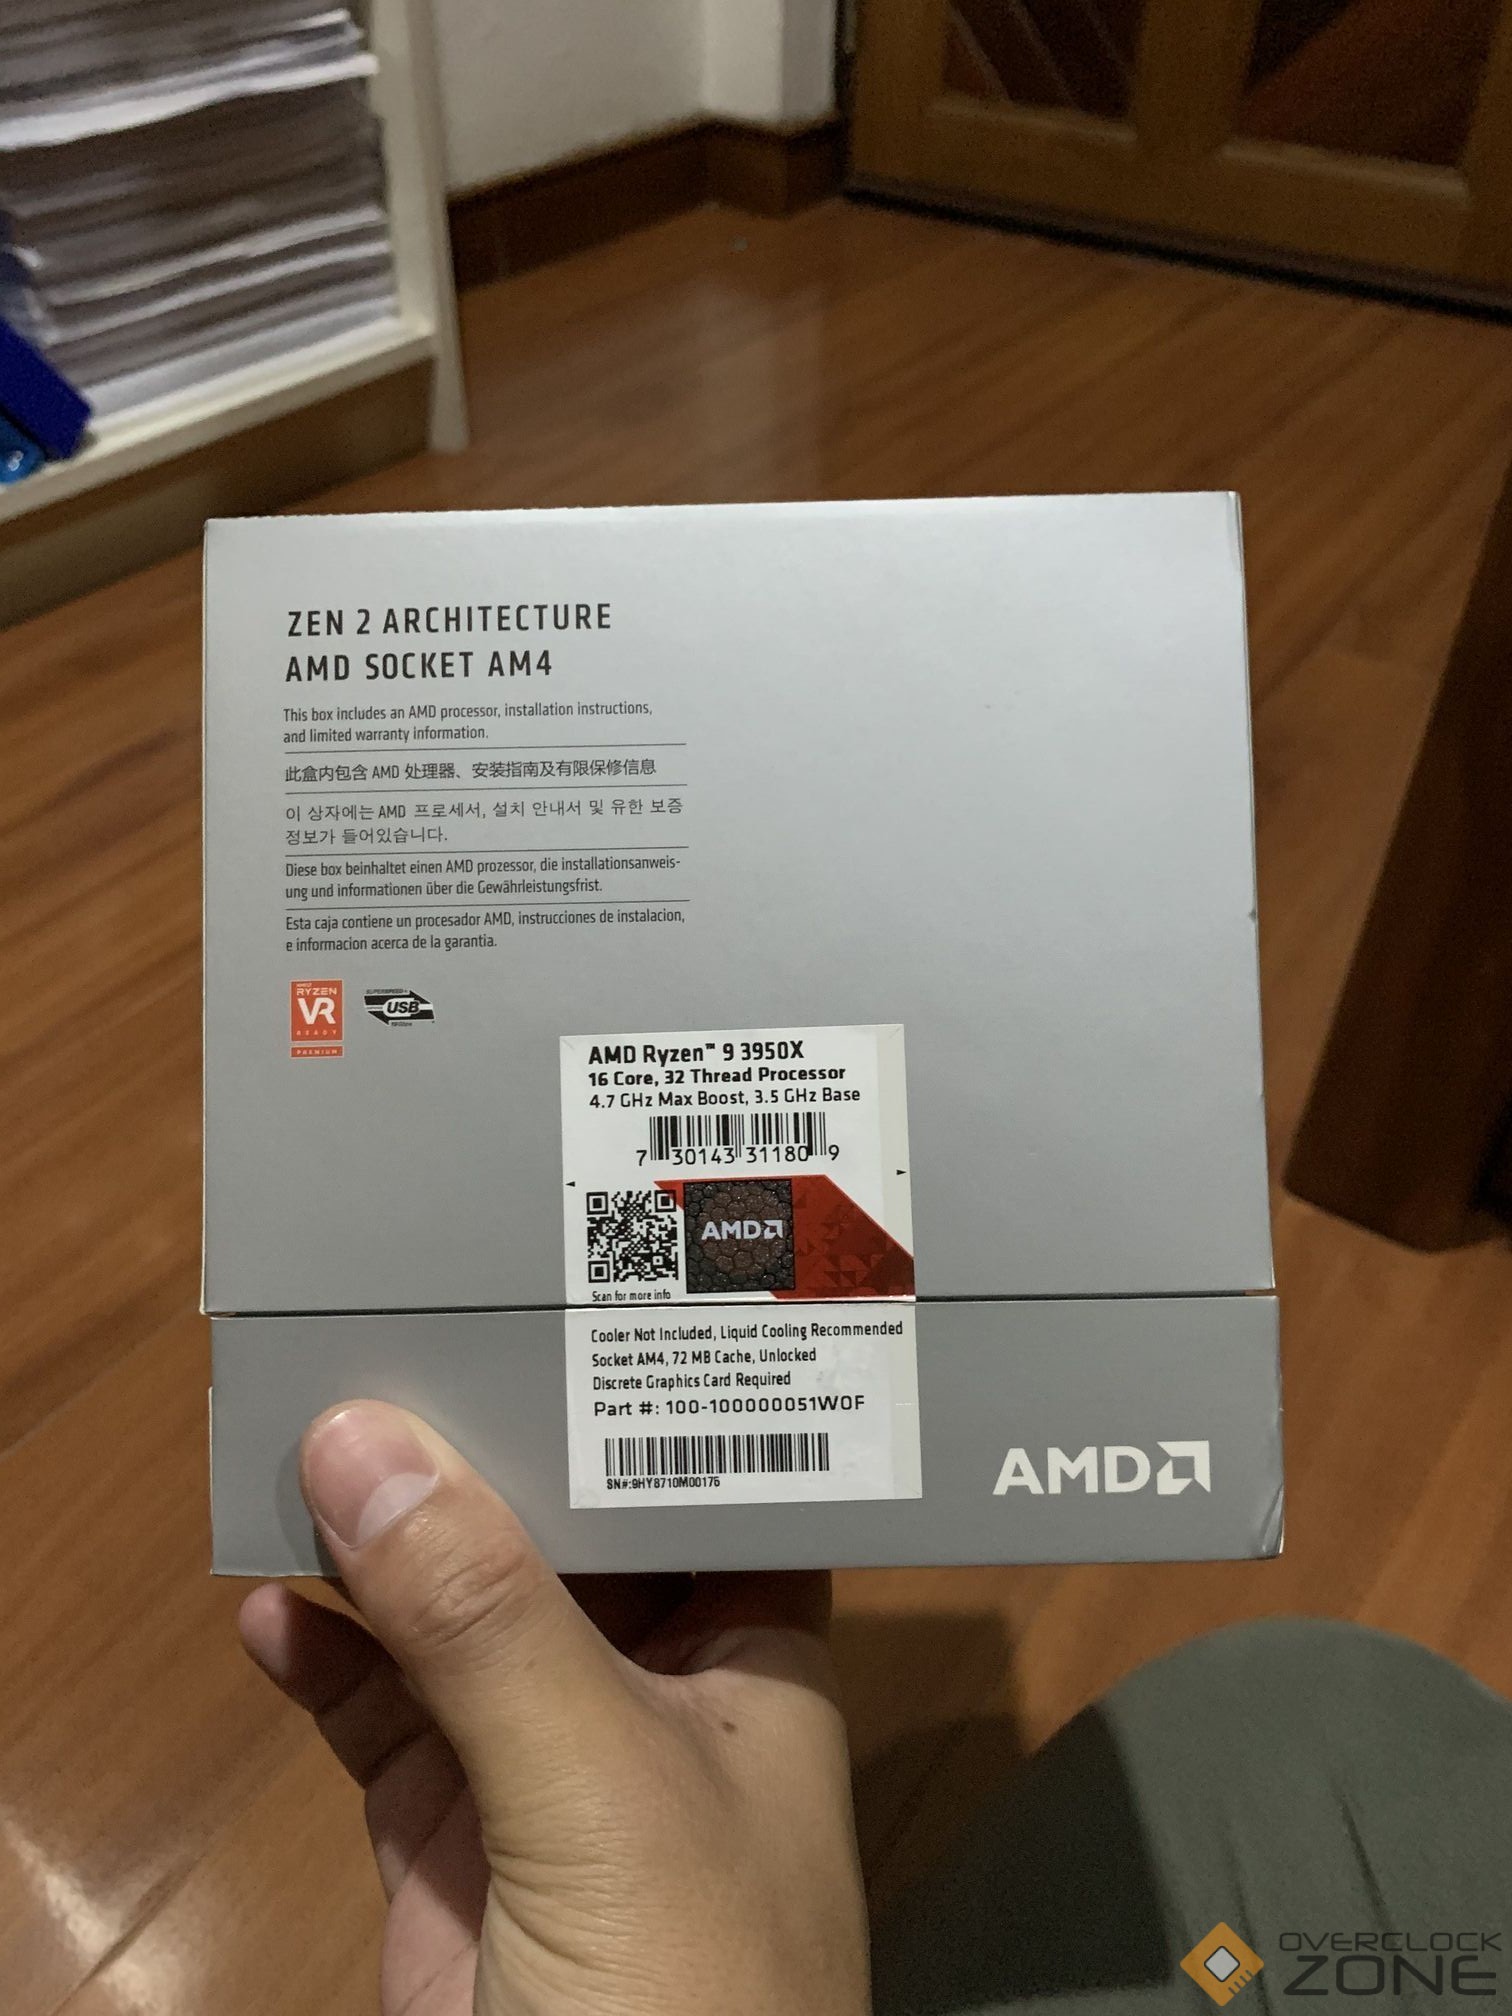 ZEN 2 ARCHITECTURE
AMD SOCKET AM4
This box includes an AMD processor, installation instructions,
and limited warranty information.
此盒内包含 AMD 处理器、安装指南及有限保修信息
이 상자에는 AMD 프로세서, 설치 안내서 및 유한 보증
정보가 들어있습니다.
Diese box beinhaltet einen AMD prozessor, die installationsanweis-
ung und informationen über die Gewährleistungsfrist.
Esta caja contiene un procesador AMD, instrucciones de instalacion,
e informacion acerca de la garantia.
AMD
RYZEN
VR
READY
PREMIUM
SUPERSPEED+
USB
10Gbps
AMD Ryzen™ 9 3950X
16 Core, 32 Thread Processor
4.7 GHz Max Boost, 3.5 GHz Base
7 30143 31180 9
AMD
Scan for more info
Cooler Not Included, Liquid Cooling Recommended
Socket AM4, 72 MB Cache, Unlocked
Discrete Graphics Card Required
Part #: 100-100000051WOF
SN#:9HY8710M00175
AMD
OVERCLOCK
ZONE